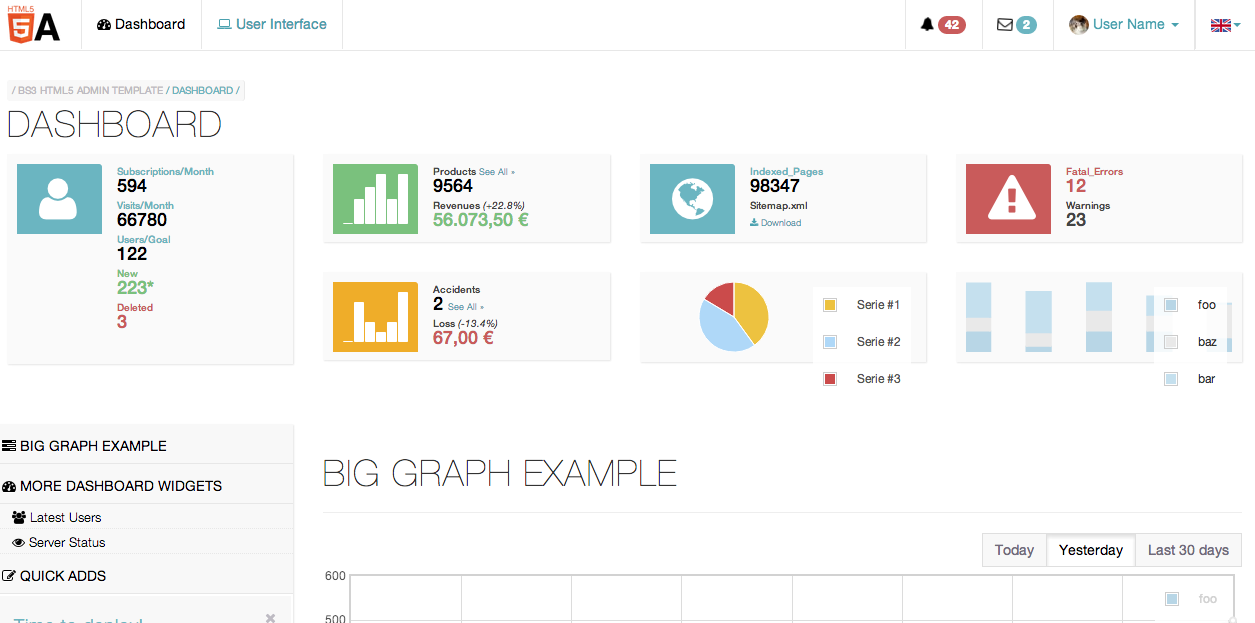 HTML5
5A
Dashboard
User Interface
42
2
User Name
/ BS3 HTML5 ADMIN TEMPLATE / DASHBOARD /
DASHBOARD
Subscriptions/Month
594
Visits/Month
66780
Users/Goal
122
New
223*
Deleted
3
Products See All »
9564
Revenues (+22.8%)
56.073,50 €
Indexed_Pages
98347
Sitemap.xml
Download
Fatal_Errors
12
Warnings
23
Accidents
2 See All »
Loss (-13.4%)
67,00 €
Serie #1
Serie #2
Serie #3
foo
baz
bar
BIG GRAPH EXAMPLE
MORE DASHBOARD WIDGETS
Latest Users
Server Status
QUICK ADDS
Time to deploy!
×
BIG GRAPH EXAMPLE
Today
Yesterday
Last 30 days
600
500
foo